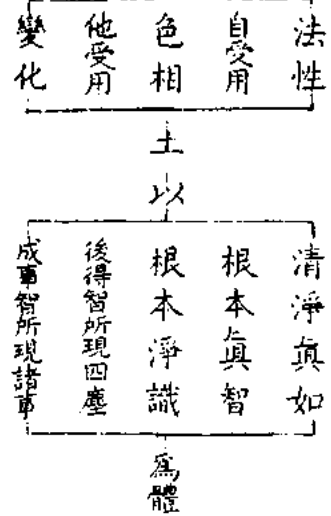 法性
自受用
色相
他受用
變化
土以
清淨真如
根本真智
根本淨識
後得智所現四塵
成事智所現諸事
爲體